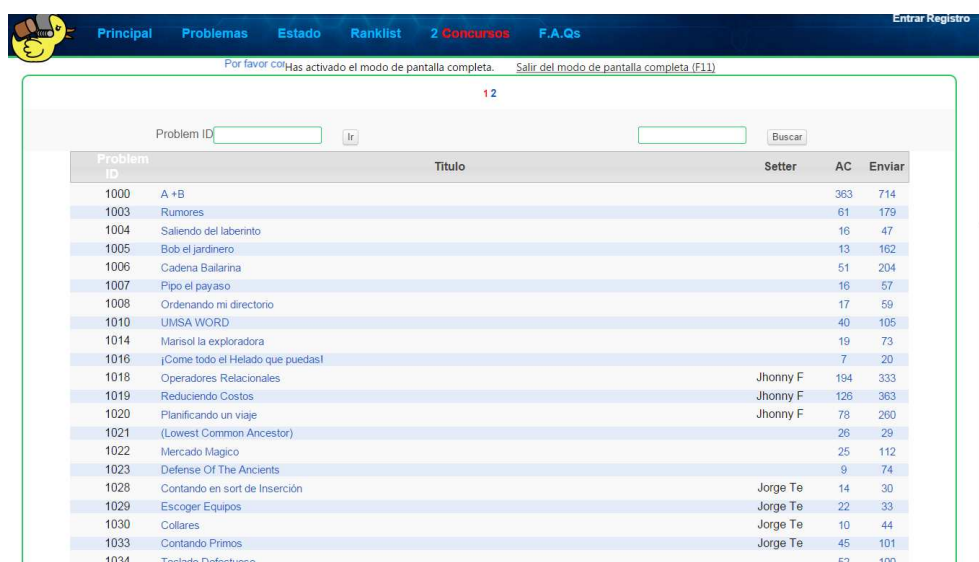 Entrar Registro
Principal Problemas Estado Ranklist 2 Concursos F.A.Qs
Por favor Has activado el modo de pantalla completa. Salir del modo de pantalla completa (F11)
1 2
Problem ID Ir Buscar
Problem ID Titulo Setter AC Enviar
1000 A +B 363 714
1003 Rumores 61 179
1004 Saliendo del laberinto 16 47
1005 Bob el jardinero 13 162
1006 Cadena Bailarina 51 204
1007 Pipo el payaso 16 57
1008 Ordenando mi directorio 17 59
1010 UMSA WORD 40 105
1014 Marisol la exploradora 19 73
1016 ¡Come todo el Helado que puedas! 7 20
1018 Operadores Relacionales Jhonny F 194 333
1019 Reduciendo Costos Jhonny F 126 363
1020 Planificando un viaje Jhonny F 78 260
1021 (Lowest Common Ancestor) 26 29
1022 Mercado Magico 25 112
1023 Defense Of The Ancients 9 74
1028 Contando en sort de Inserción Jorge Te 14 30
1029 Escoger Equipos Jorge Te 22 33
1030 Collares Jorge Te 10 44
1033 Contando Primos Jorge Te 45 101
1034 Teclado Defectuoso